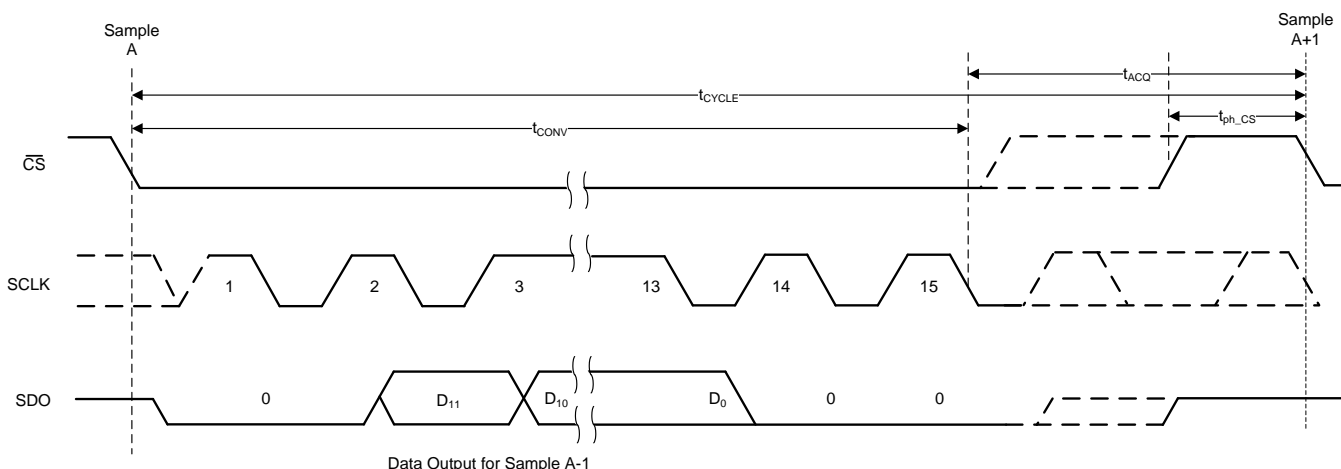 Sample
A
Sample
A+1
tACQ
tCYCLE
tCONV
tph_CS
CS
SCLK
1
2
3
13
14
15
SDO
0
D11
D10
D0
0
0
Data Output for Sample A-1